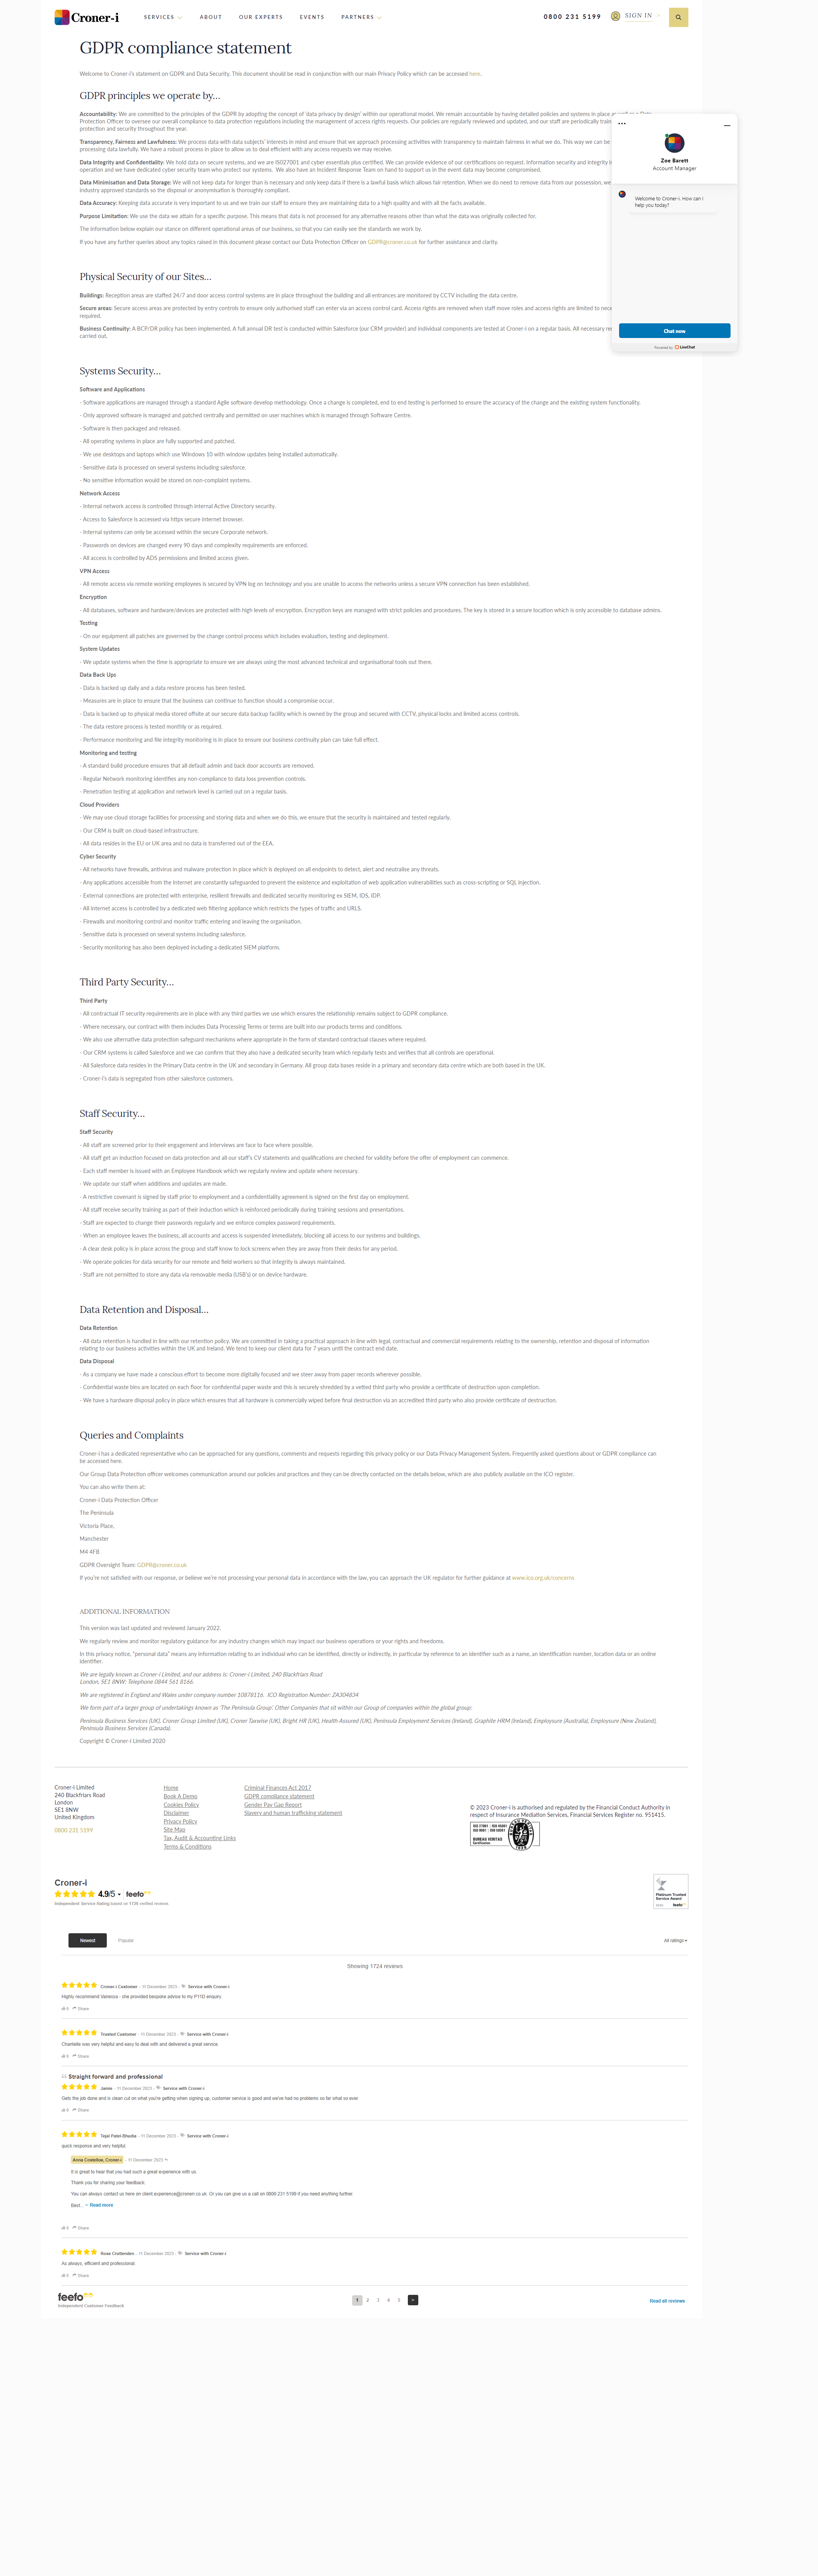 Croner-i
SERVICES
ABOUT
OUR EXPERTS
EVENTS
PARTNERS
0800 231 5199
SIGN IN
GDPR compliance statement
Welcome to Croner-i's statement on GDPR and Data Security. This document should be read in conjunction with our main Privacy Policy which can be accessed here.
GDPR principles we operate by...
Accountability: We are committed to the principles of the GDPR by adopting the concept of 'data privacy by design' within our operational model. We remain accountable by having detailed policies and systems in place as well as a Data
Protection Officer to oversee our overall compliance to data protection regulations including the management of access rights requests. Our policies are regularly reviewed and updated, and our staff are periodically train
protection and security throughout the year.
Transparency, Fairness and Lawfulness: We process data with data subjects' interests in mind and ensure that we approach processing activities with transparency to maintain fairness in what we do. This way we can be
processing data lawfully. We have a robust process in place to allow us to deal efficiently with any access requests we may receive.
Data Integrity and Confidentiality: We hold data on secure systems, and we are IS027001 and cyber essentials plus certified. We can provide evidence of our certifications on request. Information security and integrity is
operation and we have dedicated cyber security team who protect our systems. We also have an Incident Response Team on hand to support us in the event data may become compromised.
Data Minimisation and Data Storage: We will not keep data for longer than is necessary and only keep data if there is a lawful basis which allows fair retention. When we do need to remove data from our possession, we
industry approved standards so the disposal or anonymisation is thoroughly compliant.
Data Accuracy: Keeping data accurate is very important to us and we train our staff to ensure they are maintaining data to a high quality and with all of the facts available.
Purpose Limitation: We use the data we attain for a specific purpose. This means that data is not processed for any alternative reasons other than what the data was originally collected for.
The information below explain our stance on different operational areas of our business, so that you can easily see the standards we work by.
If you have any further queries about any topics raised in this document please contact our Data Protection Officer on GDPR@croner.co.uk for further assistance and clarity.
Zoe Barett
Account Manager
Welcome to Croner-i. How can I
help you today?
Chat now
Powered by LiveChat
Physical Security of our Sites...
Buildings: Reception areas are staffed 24/7 and door access control systems are in place throughout the building and all entrances are monitored by CCTV including the data centre.
Secure areas: Secure access areas are protected by entry controls to ensure only authorised staff can enter via an access control card. Access rights are removed when staff move roles and access rights are limited to nece
required.
Business Continuity: A BCP/DR policy has been implemented. A full annual DR test is conducted within Salesforce (our CRM provider) and individual components are tested at Croner-i on a regular basis. All necessary re
carried out.
Systems Security...
Software and Applications
- Software applications are managed through a standard Agile software develop methodology. Once a change is completed, end to end testing is performed to ensure the accuracy of the change and the existing system functionality.
- Only approved software is managed and patched centrally and permitted on user machines which is managed through Software Centre.
- Software is then packaged and released.
- All operating systems in place are fully supported and patched.
- We use desktops and laptops which use Windows 10 with window updates being installed automatically.
- Sensitive data is processed on several systems including salesforce.
- No sensitive information would be stored on non-complaint systems.
Network Access
- Internal network access is controlled through internal Active Directory security.
- Access to Salesforce is accessed via https secure internet browser.
- Internal systems can only be accessed within the secure Corporate network.
- Passwords on devices are changed every 90 days and complexity requirements are enforced.
- All access is controlled by ADS permissions and limited access given.
VPN Access
- All remote access via remote working employees is secured by VPN log on technology and you are unable to access the networks unless a secure VPN connection has been established.
Encryption
- All databases, software and hardware/devices are protected with high levels of encryption. Encryption keys are managed with strict policies and procedures. The key is stored in a secure location which is only accessible to database admins.
Testing
- On our equipment all patches are governed by the change control process which includes evaluation, testing and deployment.
System Updates
- We update systems when the time is appropriate to ensure we are always using the most advanced technical and organisational tools out there.
Data Back Ups
- Data is backed up daily and a data restore process has been tested.
- Measures are in place to ensure that the business can continue to function should a compromise occur.
- Data is backed up to physical media stored offsite at our secure data backup facility which is owned by the group and secured with CCTV, physical locks and limited access controls.
- The data restore process is tested monthly or as required.
- Performance monitoring and file integrity monitoring is in place to ensure our business continuity plan can take full effect.
Monitoring and testing
- A standard build procedure ensures that all default admin and back door accounts are removed.
- Regular Network monitoring identifies any non-compliance to data loss prevention controls.
- Penetration testing at application and network level is carried out on a regular basis.
Cloud Providers
- We may use cloud storage facilities for processing and storing data and when we do this, we ensure that the security is maintained and tested regularly.
- Our CRM is built on cloud-based infrastructure.
- All data resides in the EU or UK area and no data is transferred out of the EEA.
Cyber Security
- All networks have firewalls, antivirus and malware protection in place which is deployed on all endpoints to detect, alert and neutralise any threats.
- Any applications accessible from the internet are constantly safeguarded to prevent the existence and exploitation of web application vulnerabilities such as cross-scripting or SQL injection.
- External connections are protected with enterprise, resilient firewalls and dedicated security monitoring ex SIEM, IDS, IDP.
- All internet access is controlled by a dedicated web filtering appliance which restricts the types of traffic and URLS.
- Firewalls and monitoring control and monitor traffic entering and leaving the organisation.
- Sensitive data is processed on several systems including salesforce.
- Security monitoring has also been deployed including a dedicated SIEM platform.
Third Party Security...
Third Party
- All contractual IT security requirements are in place with any third parties we use which ensures the relationship remains subject to GDPR compliance.
- Where necessary, our contract with them includes Data Processing Terms or terms are built into our products terms and conditions.
- We also use alternative data protection safeguard mechanisms where appropriate in the form of standard contractual clauses where required.
- Our CRM systems is called Salesforce and we can confirm that they also have a dedicated security team which regularly tests and verifies that all controls are operational.
- All Salesforce data resides in the Primary Data centre in the UK and secondary in Germany. All group data bases reside in a primary and secondary data centre which are both based in the UK.
- Croner-i's data is segregated from other salesforce customers.
Staff Security...
Staff Security
- All staff are screened prior to their engagement and interviews are face to face where possible.
- All staff get an induction focused on data protection and all our staff's CV statements and qualifications are checked for validity before the offer of employment can commence.
- Each staff member is issued with an Employee Handbook which we regularly review and update where necessary.
- We update our staff when additions and updates are made.
- A restrictive covenant is signed by staff prior to employment and a confidentiality agreement is signed on the first day on employment.
- All staff receive security training as part of their induction which is reinforced periodically during training sessions and presentations.
- Staff are expected to change their passwords regularly and we enforce complex password requirements.
- When an employee leaves the business, all accounts and access is suspended immediately, blocking all access to our systems and buildings.
- A clear desk policy is in place across the group and staff know to lock screens when they are away from their desks for any period.
- We operate policies for data security for our remote and field workers so that integrity is always maintained.
- Staff are not permitted to store any data via removable media (USB's) or on device hardware.
Data Retention and Disposal...
Data Retention
- All data retention is handled in line with our retention policy. We are committed in taking a practical approach in line with legal, contractual and commercial requirements relating to the ownership, retention and disposal of information
relating to our business activities within the UK and Ireland. We tend to keep our client data for 7 years until the contract end date.
Data Disposal
- As a company we have made a conscious effort to become more digitally focused and we steer away from paper records wherever possible.
- Confidential waste bins are located on each floor for confidential paper waste and this is securely shredded by a vetted third party who provide a certificate of destruction upon completion.
- We have a hardware disposal policy in place which ensures that all hardware is commercially wiped before final destruction via an accredited third party who also provide certificate of destruction.
Queries and Complaints
Croner-i has a dedicated representative who can be approached for any questions, comments and requests regarding this privacy policy or our Data Privacy Management System. Frequently asked questions about or GDPR compliance can
be accessed here.
Our Group Data Protection officer welcomes communication around our policies and practices and they can be directly contacted on the details below, which are also publicly available on the ICO register.
You can also write them at:
Croner-i Data Protection Officer
The Peninsula
Victoria Place,
Manchester
M4 4FB
GDPR Oversight Team: GDPR@croner.co.uk
If you're not satisfied with our response, or believe we're not processing your personal data in accordance with the law, you can approach the UK regulator for further guidance at www.ico.org.uk/concerns
ADDITIONAL INFORMATION
This version was last updated and reviewed January 2022.
We regularly review and monitor regulatory guidance for any industry changes which may impact our business operations or your rights and freedoms.
In this privacy notice, "personal data" means any information relating to an individual who can be identified, directly or indirectly, in particular by reference to an identifier such as a name, an identification number, location data or an online
identifier.
We are legally known as Croner-i Limited, and our address is: Croner-i Limited, 240 Blackfriars Road
London, SE1 8NW: Telephone 0844 561 8166.
We are registered in England and Wales under company number 10878116. ICO Registration Number: ZA304834
We form part of a larger group of undertakings known as 'The Peninsula Group'. Other Companies that sit within our Group of companies within the global group:
Peninsula Business Services (UK), Croner Group Limited (UK), Croner Taxwise (UK), Bright HR (UK), Health Assured (UK), Peninsula Employment Services (Ireland), Graphite HRM (Ireland), Employsure (Australia), Employsure (New Zealand),
Peninsula Business Services (Canada).
Copyright © Croner-i Limited 2020
Croner-i Limited
240 Blackfriars Road
London
SE1 8NW
United Kingdom
0800 231 5199
Home
Book A Demo
Cookies Policy
Disclaimer
Privacy Policy
Site Map
Tax, Audit & Accounting Links
Terms & Conditions
Criminal Finances Act 2017
GDPR compliance statement
Gender Pay Gap Report
Slavery and human trafficking statement
© 2023 Croner-i is authorised and regulated by the Financial Conduct Authority in
respect of Insurance Mediation Services, Financial Services Register no. 951415.
BUREAU VERITAS
Certification
Croner-i
4.9/5
feefo
Independent Service Rating based on 1726 verified reviews.
Platinum Trusted
Service Award
2023 feefo
Newest
Popular
All ratings
Showing 1724 reviews
Croner-i Customer - 11 December 2023 - Service with Croner-i
Highly recommend Vanessa - she provided bespoke advice to my P11D enquiry
0 Share
Trusted Customer - 11 December 2023 - Service with Croner-i
Chantelle was very helpful and easy to deal with and delivered a great service.
0 Share
Straight forward and professional
Jamie - 11 December 2023 - Service with Croner-i
Gets the job done and is clean cut on what you're getting when signing up, customer service is good and we've had no problems so far what so ever.
0 Share
Tejal Patel-Bhudia - 11 December 2023 - Service with Croner-i
quick response and very helpful.
Anna Costelloe, Croner-i - 11 December 2023
It is great to hear that you had such a great experience with us.
Thank you for sharing your feedback.
You can always contact us here on client.experience@croneri.co.uk. Or you can give us a call on 0800 231 5199 if you need anything further.
Best... Read more
0 Share
Ross Cruttenden - 11 December 2023 - Service with Croner-i
As always, efficient and professional.
0 Share
feefo
Independent Customer Feedback
1 2 3 4 5
Read all reviews